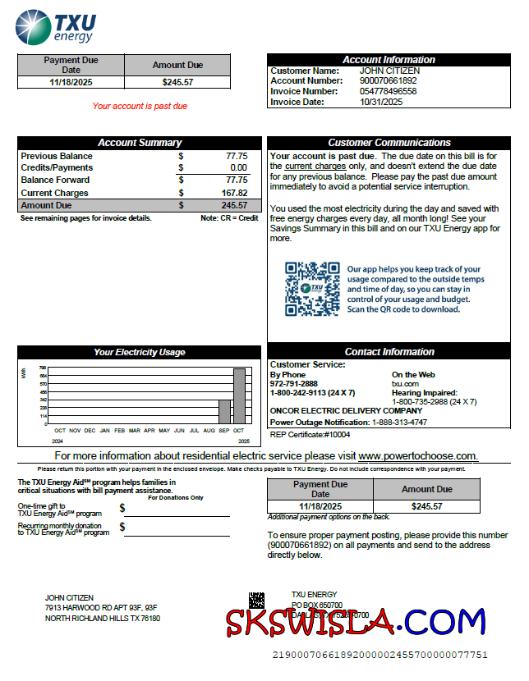 TXU
energy
Payment Due
Date
Amount Due
11/18/2025
$245.57
Your account is past due
Account Information
Customer Name: JOHN CITIZEN
Account Number: 900070661892
Invoice Number: 054778496558
Invoice Date: 10/31/2025
Account Summary
Previous Balance $ 77.75
Credits/Payments $ 0.00
Balance Forward $ 77.75
Current Charges $ 167.82
Amount Due $ 245.57
See remaining pages for invoice details. Note: CR = Credit
Customer Communications
Your account is past due. The due date on this bill is for
the current charges only, and doesn't extend the due date
for any previous balance. Please pay the past due amount
immediately to avoid a potential service interruption.
You used the most electricity during the day and saved with
free energy charges every day, all month long! See your
Savings Summary in this bill and on our TXU Energy app for
more.
TXU
Our app helps you keep track of your
usage compared to the outside temps
and time of day, so you can stay in
control of your usage and budget.
Scan the QR code to download.
Your Electricity Usage
kWh
OCT NOV DEC JAN FEB MAR APR MAY JUN JUL AUG SEP OCT
2024 2025
Contact Information
Customer Service:
By Phone
972-791-2888
1-800-242-9113 (24 X 7)
On the Web
txu.com
Hearing Impaired:
1-800-735-2988 (24 X 7)
ONCOR ELECTRIC DELIVERY COMPANY
Power Outage Notification: 1-888-313-4747
REP Certificate:#10004
For more information about residential electric service please visit www.powertochoose.com.
Please return this portion with your payment in the enclosed envelope. Make checks payable to TXU Energy. Do not include correspondence with your payment.
The TXU Energy Aid℠ program helps families in
critical situations with bill payment assistance.
For Donations Only
One-time gift to
TXU Energy Aid℠ program $
Recurring monthly donation
to TXU Energy Aid℠ program $
Payment Due
Date
Amount Due
11/18/2025
$245.57
Additional payment options on the back.
To ensure proper payment posting, please provide this number
(900070661892) on all payments and send to the address
directly below.
JOHN CITIZEN
7913 HARWOOD RD APT 93F, 93F
NORTH RICHLAND HILLS TX 76180
TXU ENERGY
PO BOX 650700
SKSWISLA.COM